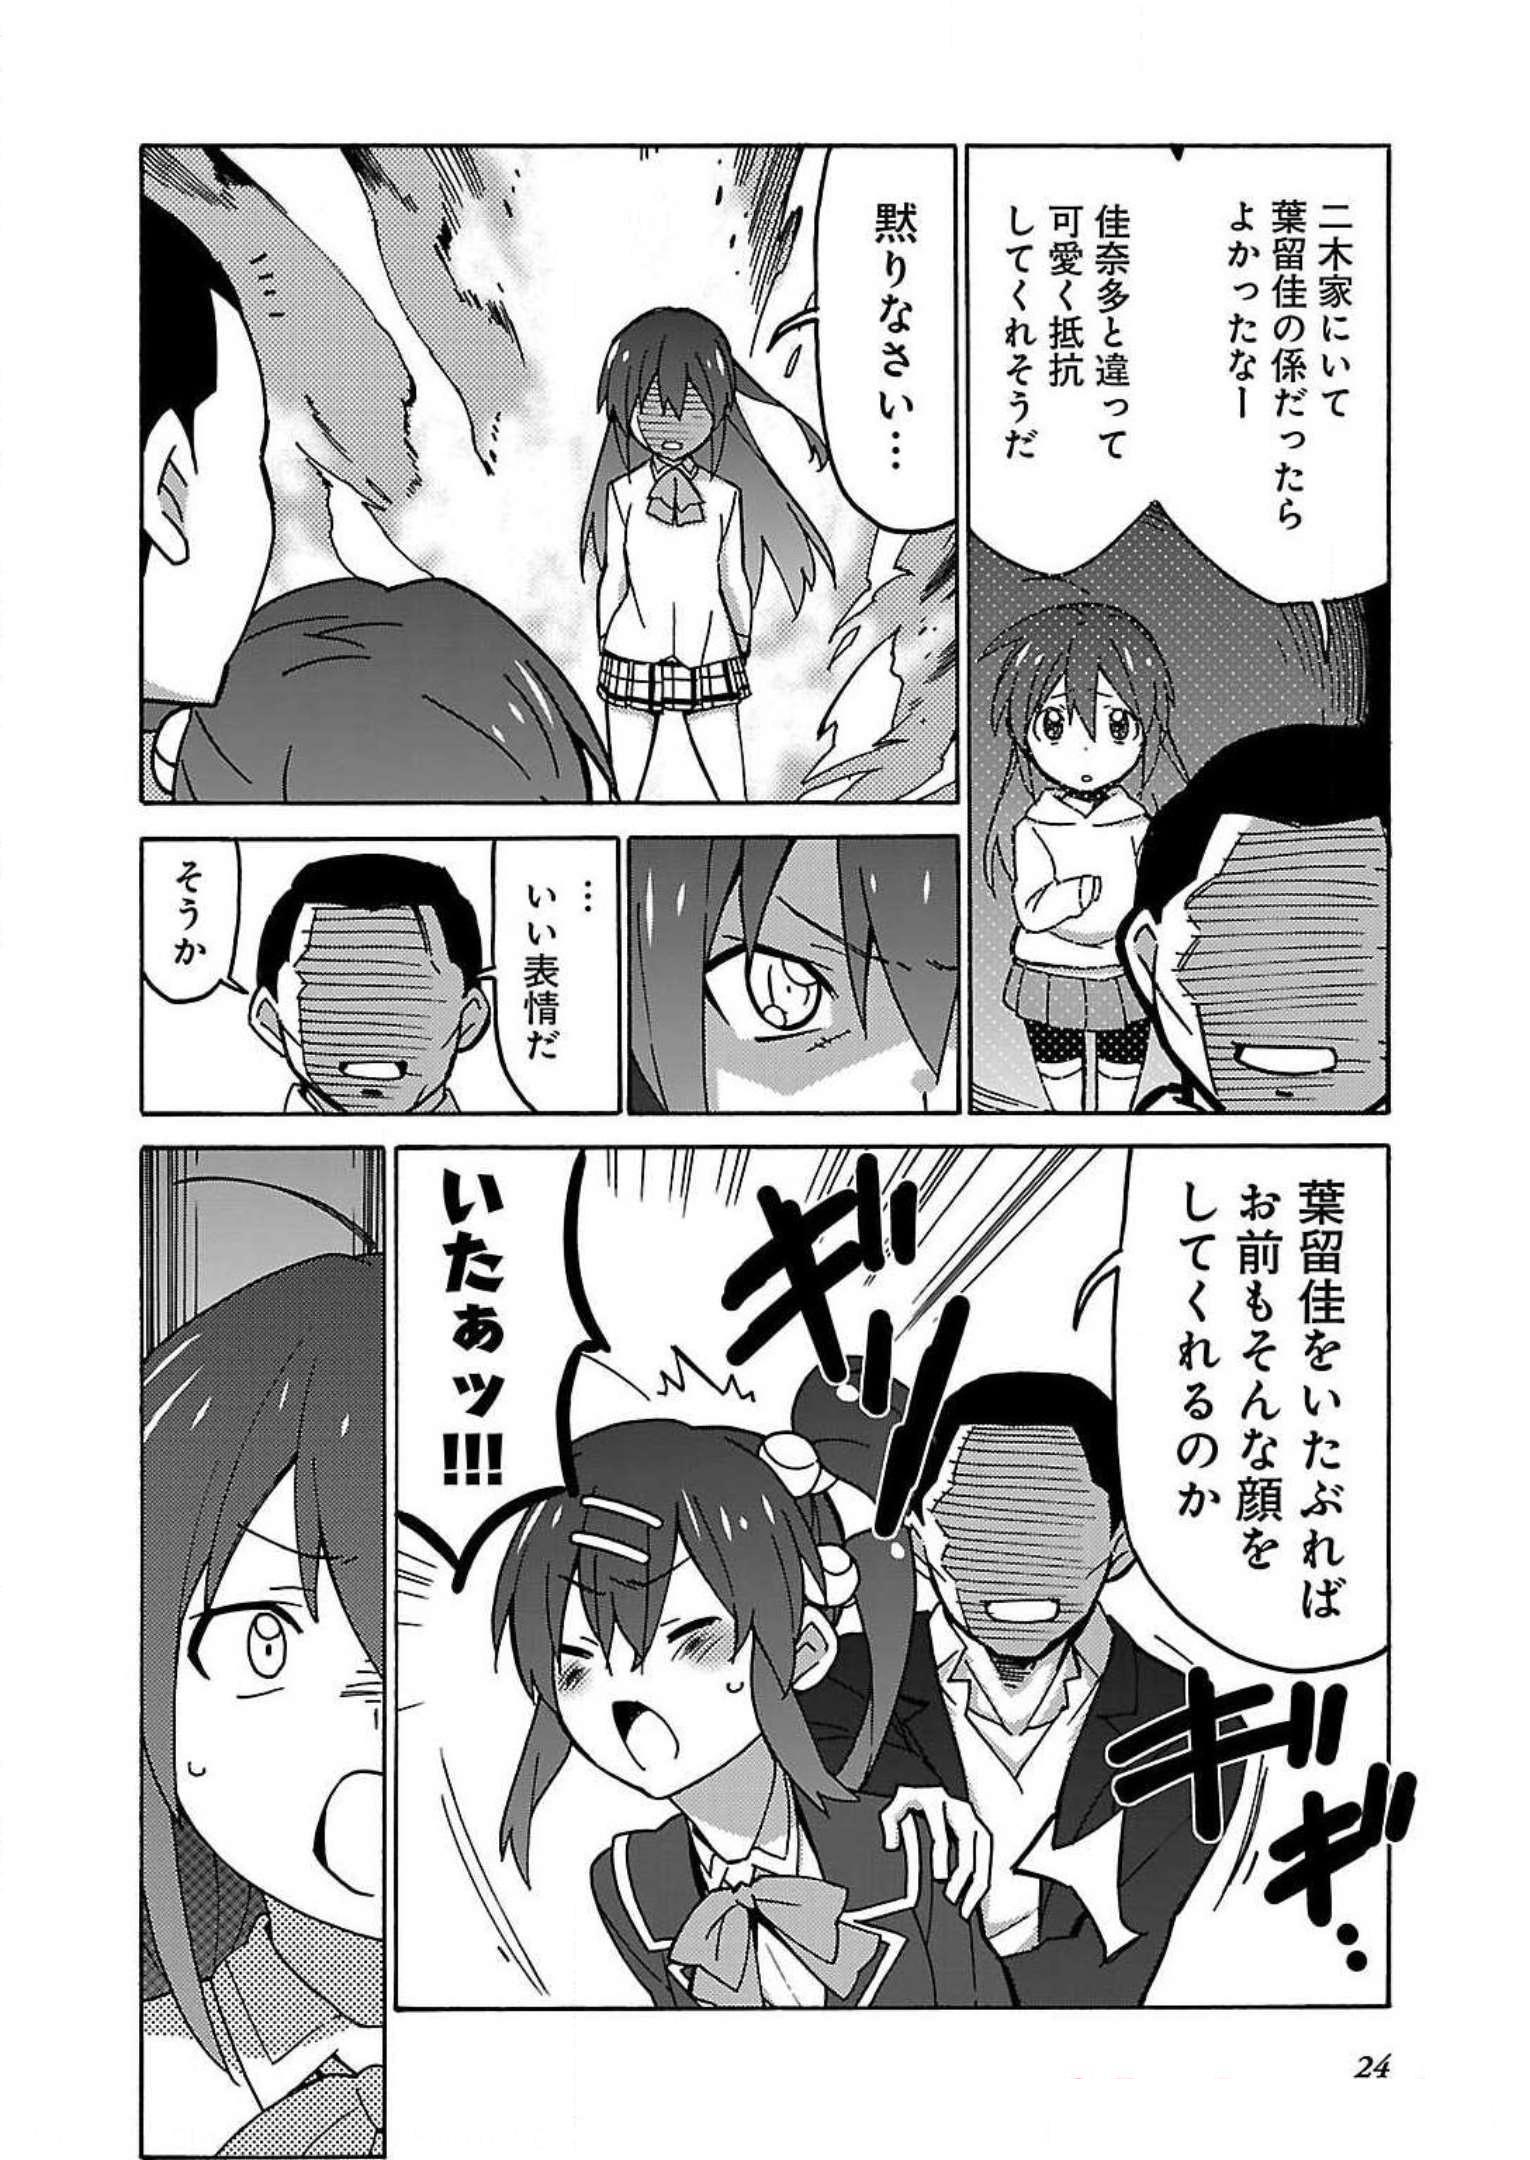 二木家にいて
葉留佳の係だったら
よかったなー
佳奈多と違って
可愛く抵抗
してくれそうだ
黙りなさい…
…
いい表情だ
そうか
葉留佳をいたぶれば
お前もそんな顔を
してくれるのか
ギリ
ギリ
ギ…
いたぁッ!!!
24